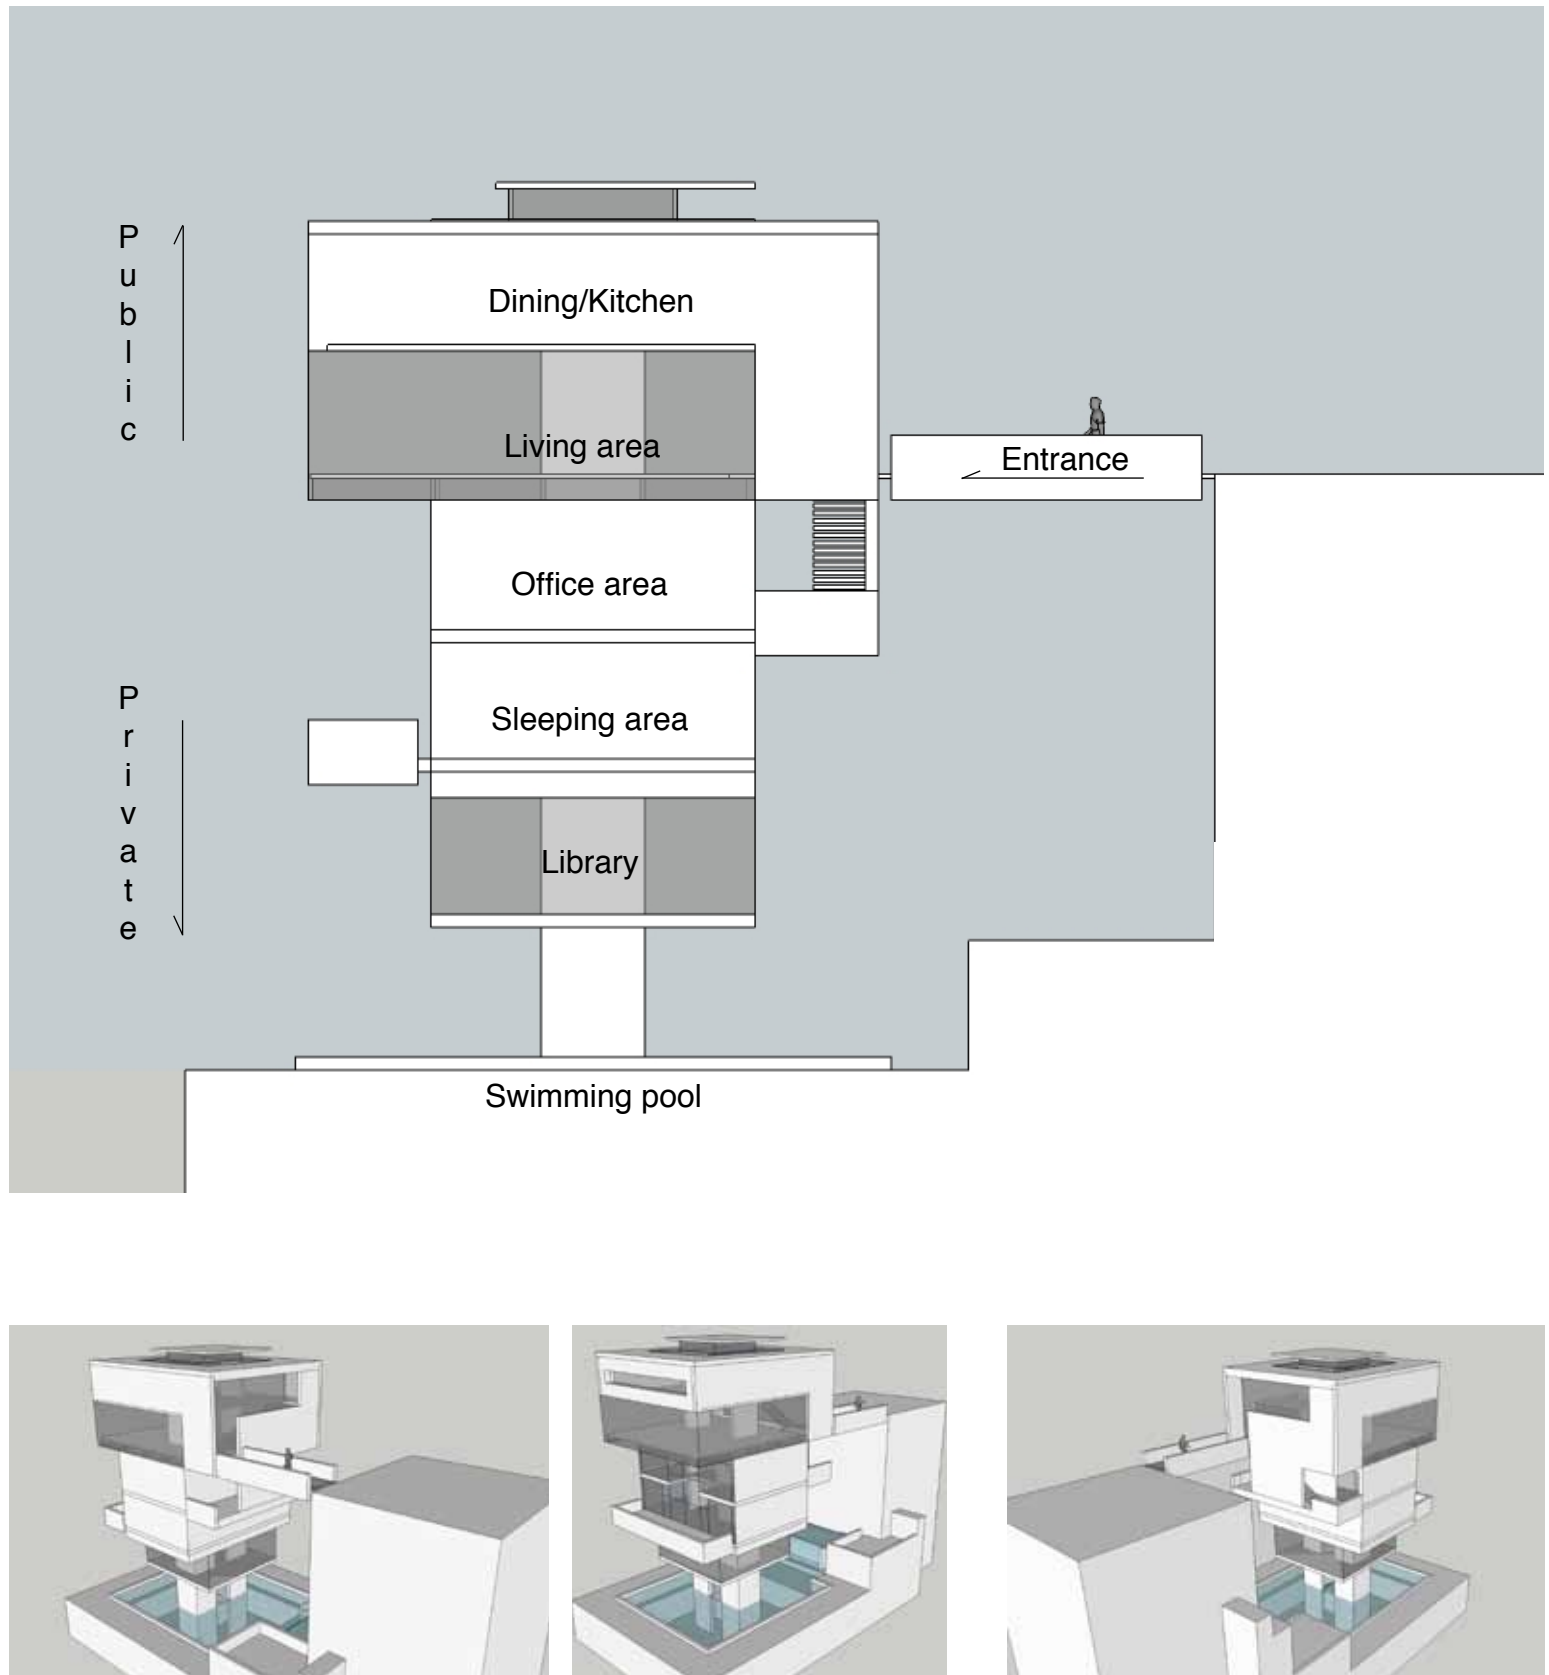 Public
Dining/Kitchen
Living area
Entrance
Office area
Private
Sleeping area
Library
Swimming pool